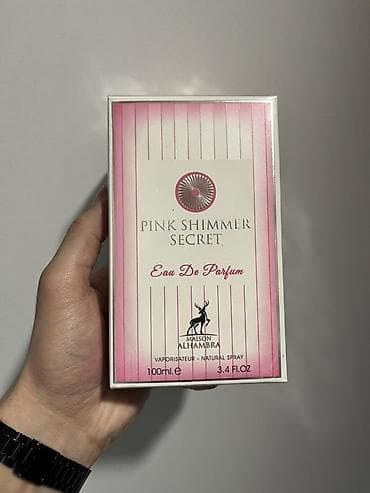 PINK SHIMMER
SECRET
Eau De Parfum
MAISON
ALHAMBRA
VAPORISATEUR - NATURAL SPRAY
100ml.e 3.4 FL.OZ